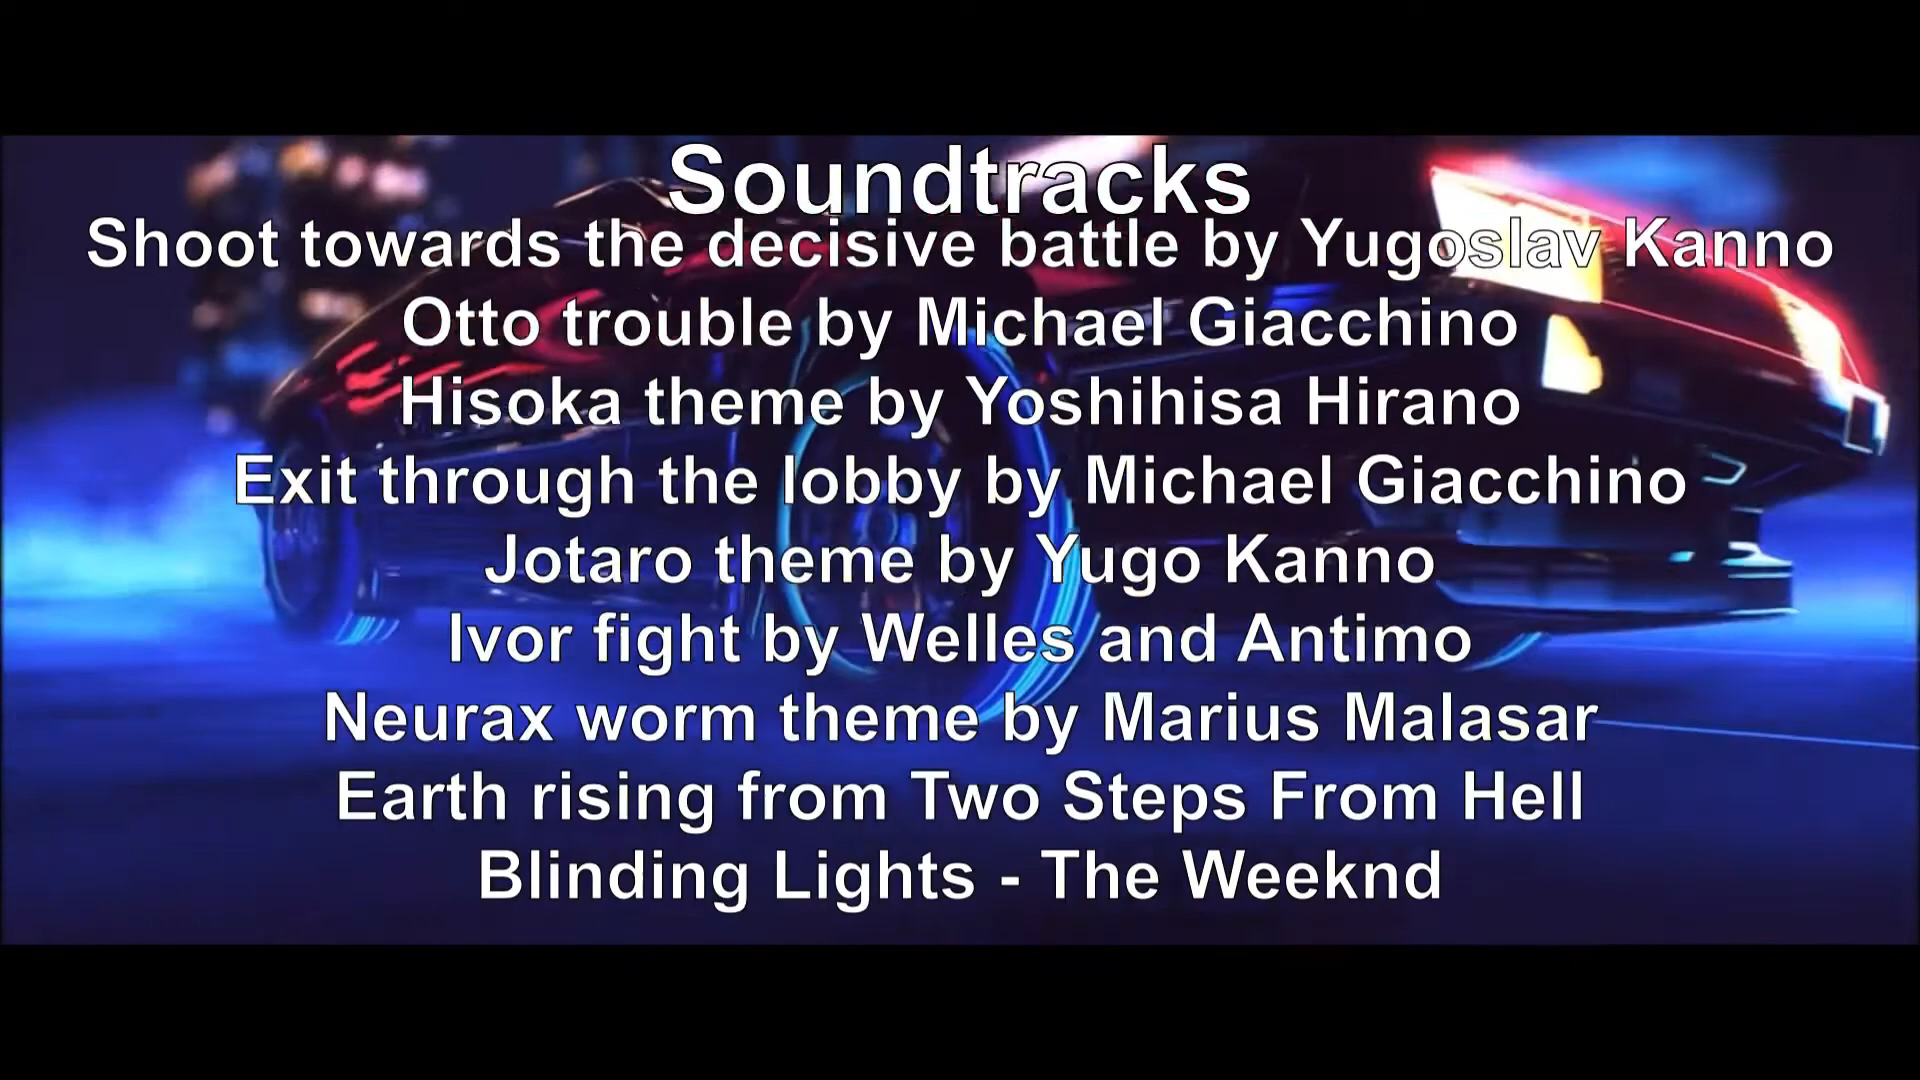 Soundtracks
Shoot towards the decisive battle by Yugoslav Kanno
Otto trouble by Michael Giacchino
Hisoka theme by Yoshihisa Hirano
Exit through the lobby by Michael Giacchino
Jotaro theme by Yugo Kanno
Ivor fight by Welles and Antimo
Neurax worm theme by Marius Malasar
Earth rising from Two Steps From Hell
Blinding Lights - The Weeknd